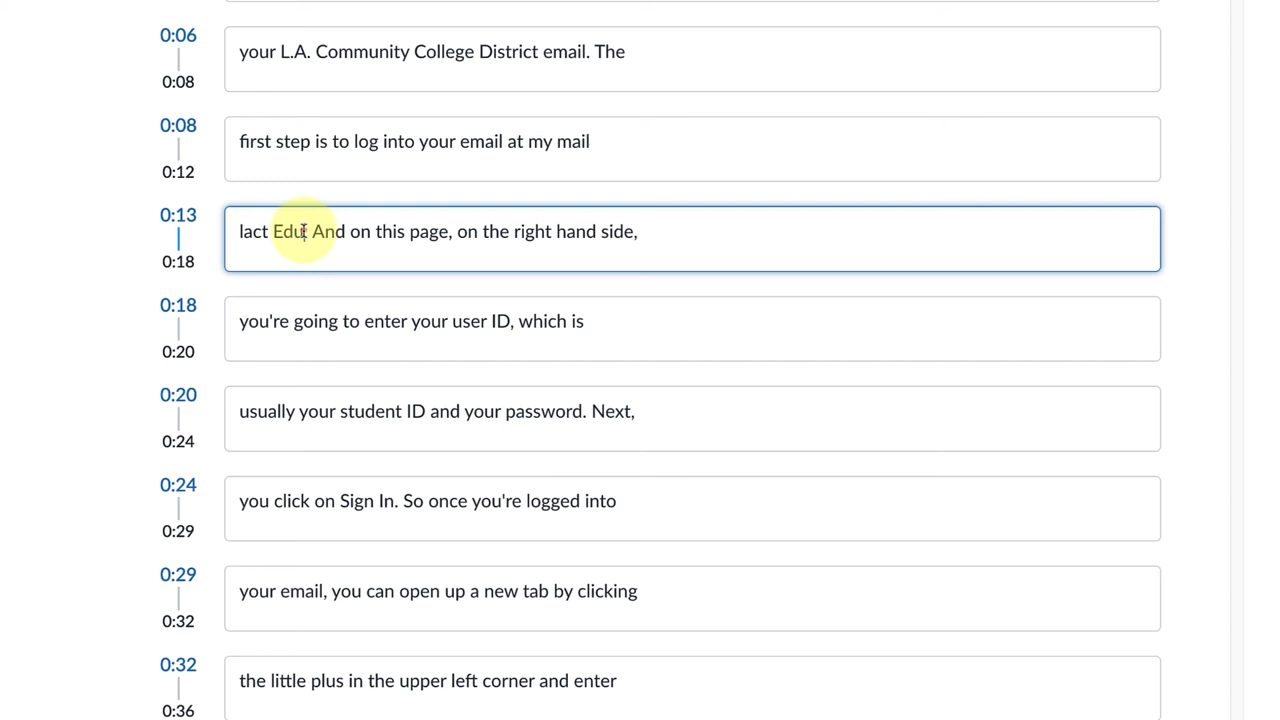 0:06
your L.A. Community College District email. The
0:08
0:08
first step is to log into your email at my mail
0:12
0:13
lact Edu. And on this page, on the right hand side,
0:18
0:18
you're going to enter your user ID, which is
0:20
0:20
usually your student ID and your password. Next,
0:24
0:24
you click on Sign In. So once you're logged into
0:29
0:29
your email, you can open up a new tab by clicking
0:32
0:32
the little plus in the upper left corner and enter
0:36